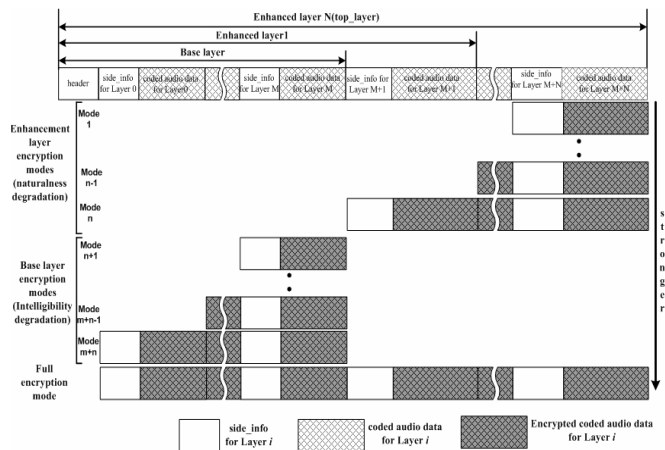 Enhanced layer N(top_layer)
Enhanced layer1
Base layer
header
side_info
for Layer 0
coded audio data
for Layer0
side_info
for Layer M
coded audio data
for Layer M
side_info for
Layer M+1
coded audio data
for Layer M+1
side_info
for Layer M+N
coded audio data
for Layer M+N
Enhancement
layer
encryption
modes
(naturalness
degradation)
Mode
1
Mode
n-1
Mode
n
Base layer
encryption
modes
(Intelligibility
degradation)
Mode
n+1
Mode
m+n-1
Mode
m+n
Full
encryption
mode
stronger
side_info
for Layer i
coded audio data
for Layer i
Encrypted coded audio data
for Layer i